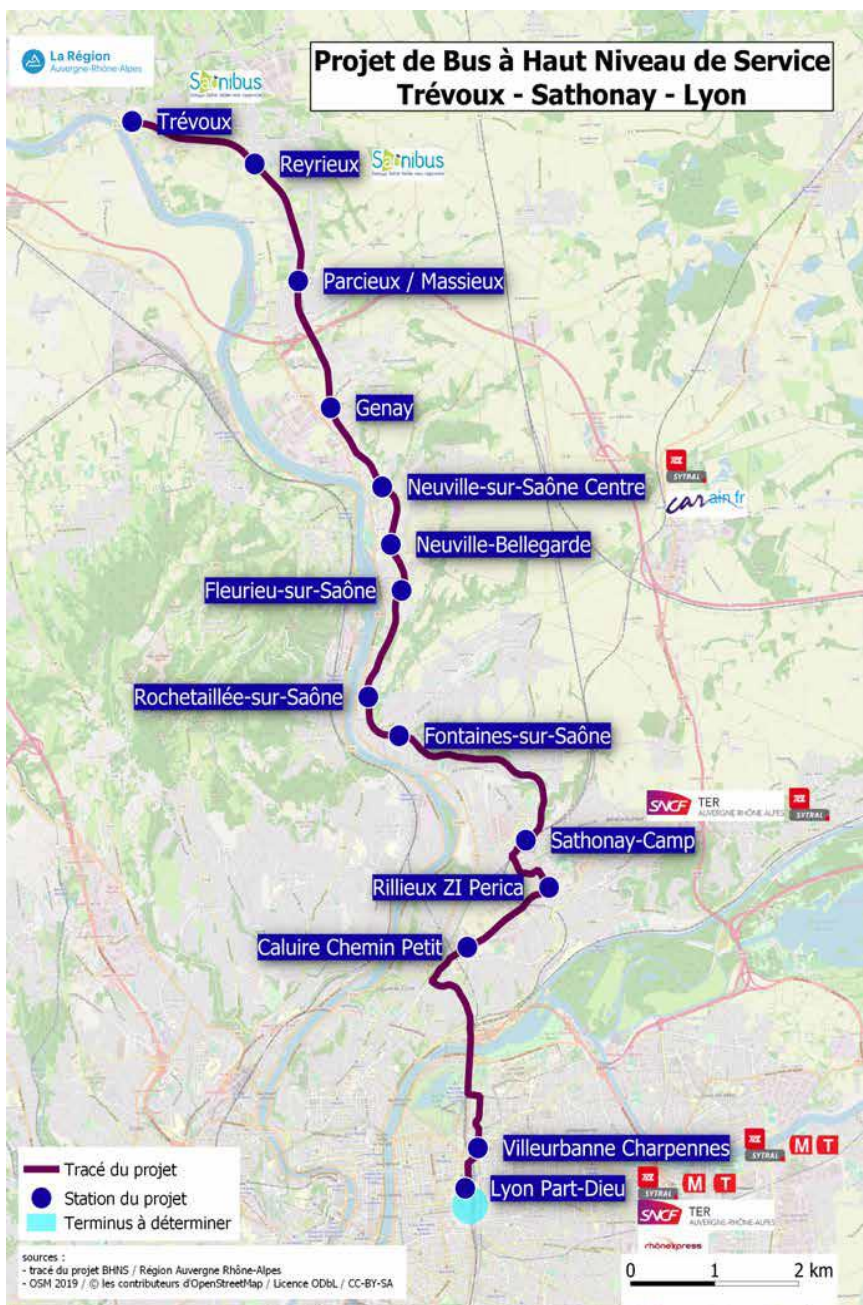 La Région
Auvergne-Rhône-Alpes
Projet de Bus à Haut Niveau de Service
Trévoux - Sathonay - Lyon
Saônibus
Trévoux
Reyrieux
Saônibus
Parcieux / Massieux
Genay
Neuville-sur-Saône Centre
SYTRAL
car ain.fr
Neuville-Bellegarde
Fleurieu-sur-Saône
Rochetaillée-sur-Saône
Fontaines-sur-Saône
SNCF TER
AUVERGNE-RHÔNE-ALPES
SYTRAL
Sathonay-Camp
Rillieux ZI Perica
Caluire Chemin Petit
Villeurbanne Charpennes
SYTRAL M T
Lyon Part-Dieu
SYTRAL M T
SNCF TER
AUVERGNE-RHÔNE-ALPES
rhônexpress
Tracé du projet
Station du projet
Terminus à déterminer
sources :
- tracé du projet BHNS / Région Auvergne Rhône-Alpes
- OSM 2019 / © les contributeurs d'OpenStreetMap / Licence ODbL / CC-BY-SA
0 1 2 km